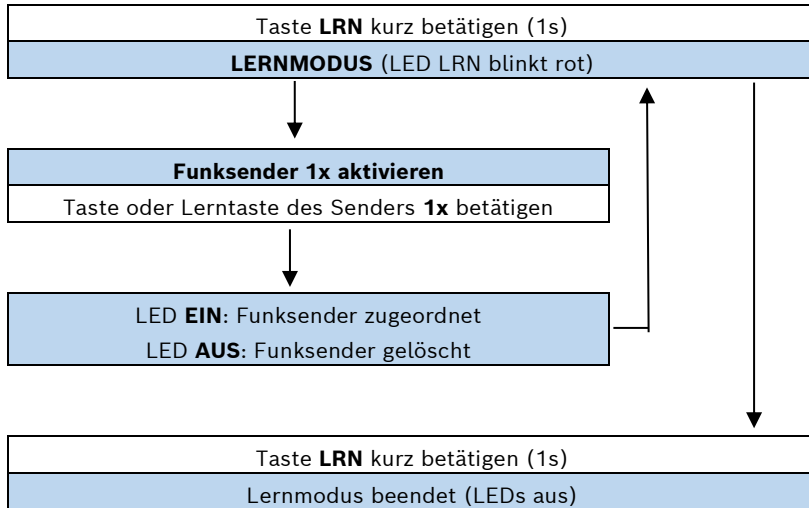 Taste LRN kurz betätigen (1s)
LERNMODUS (LED LRN blinkt rot)
Funksender 1x aktivieren
Taste oder Lerntaste des Senders 1x betätigen
LED EIN: Funksender zugeordnet
LED AUS: Funksender gelöscht
Taste LRN kurz betätigen (1s)
Lernmodus beendet (LEDs aus)